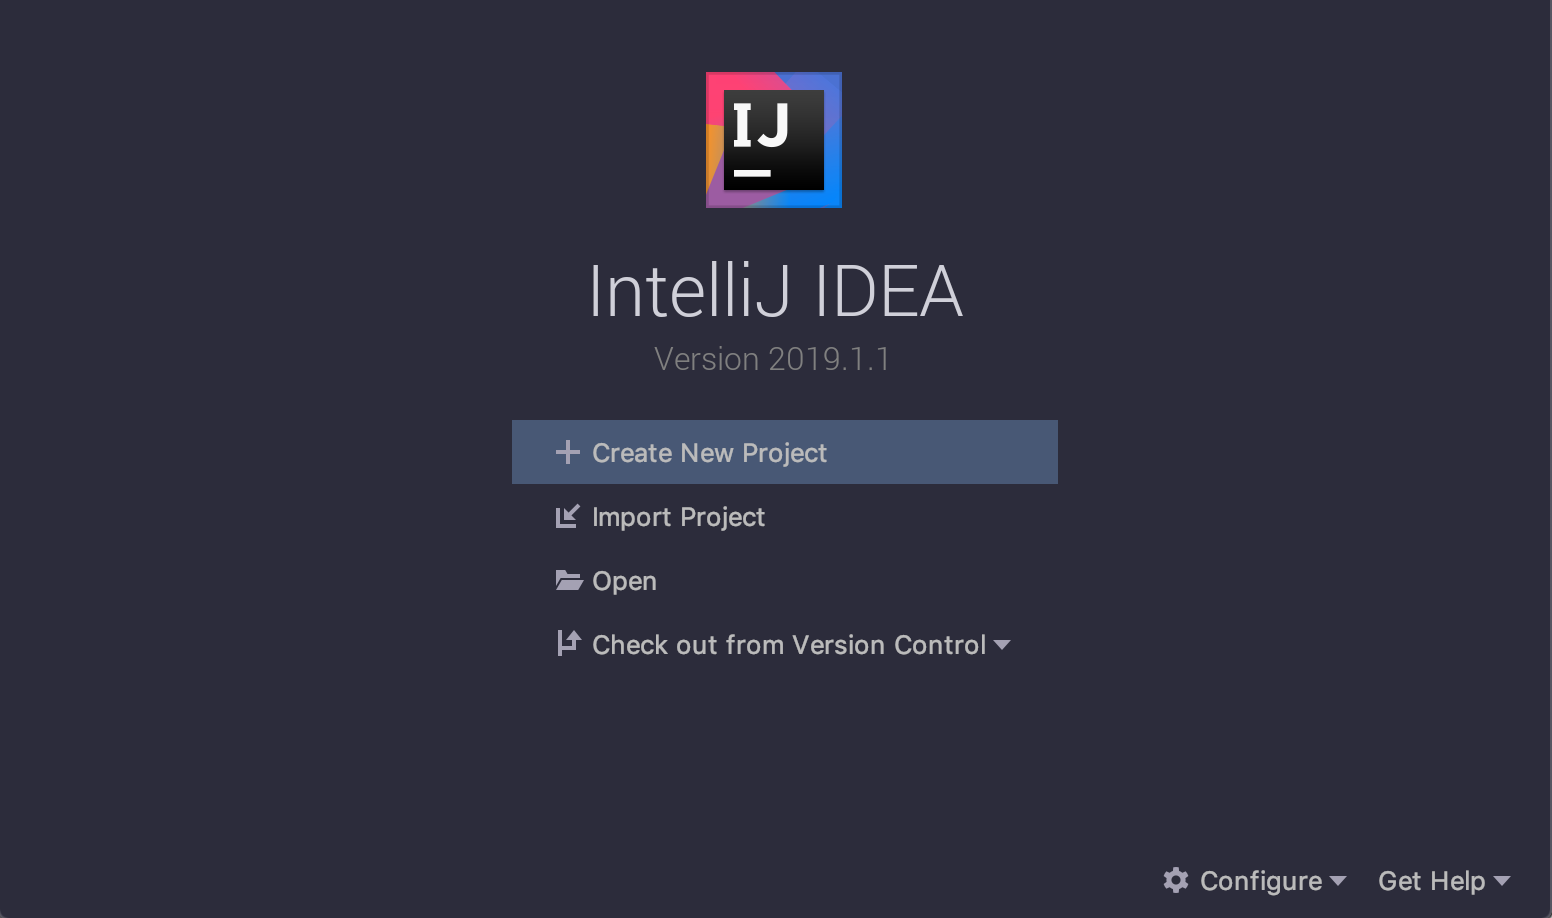 IJ
IntelliJ IDEA
Version 2019.1.1
Create New Project
Import Project
Open
Check out from Version Control
Configure
Get Help